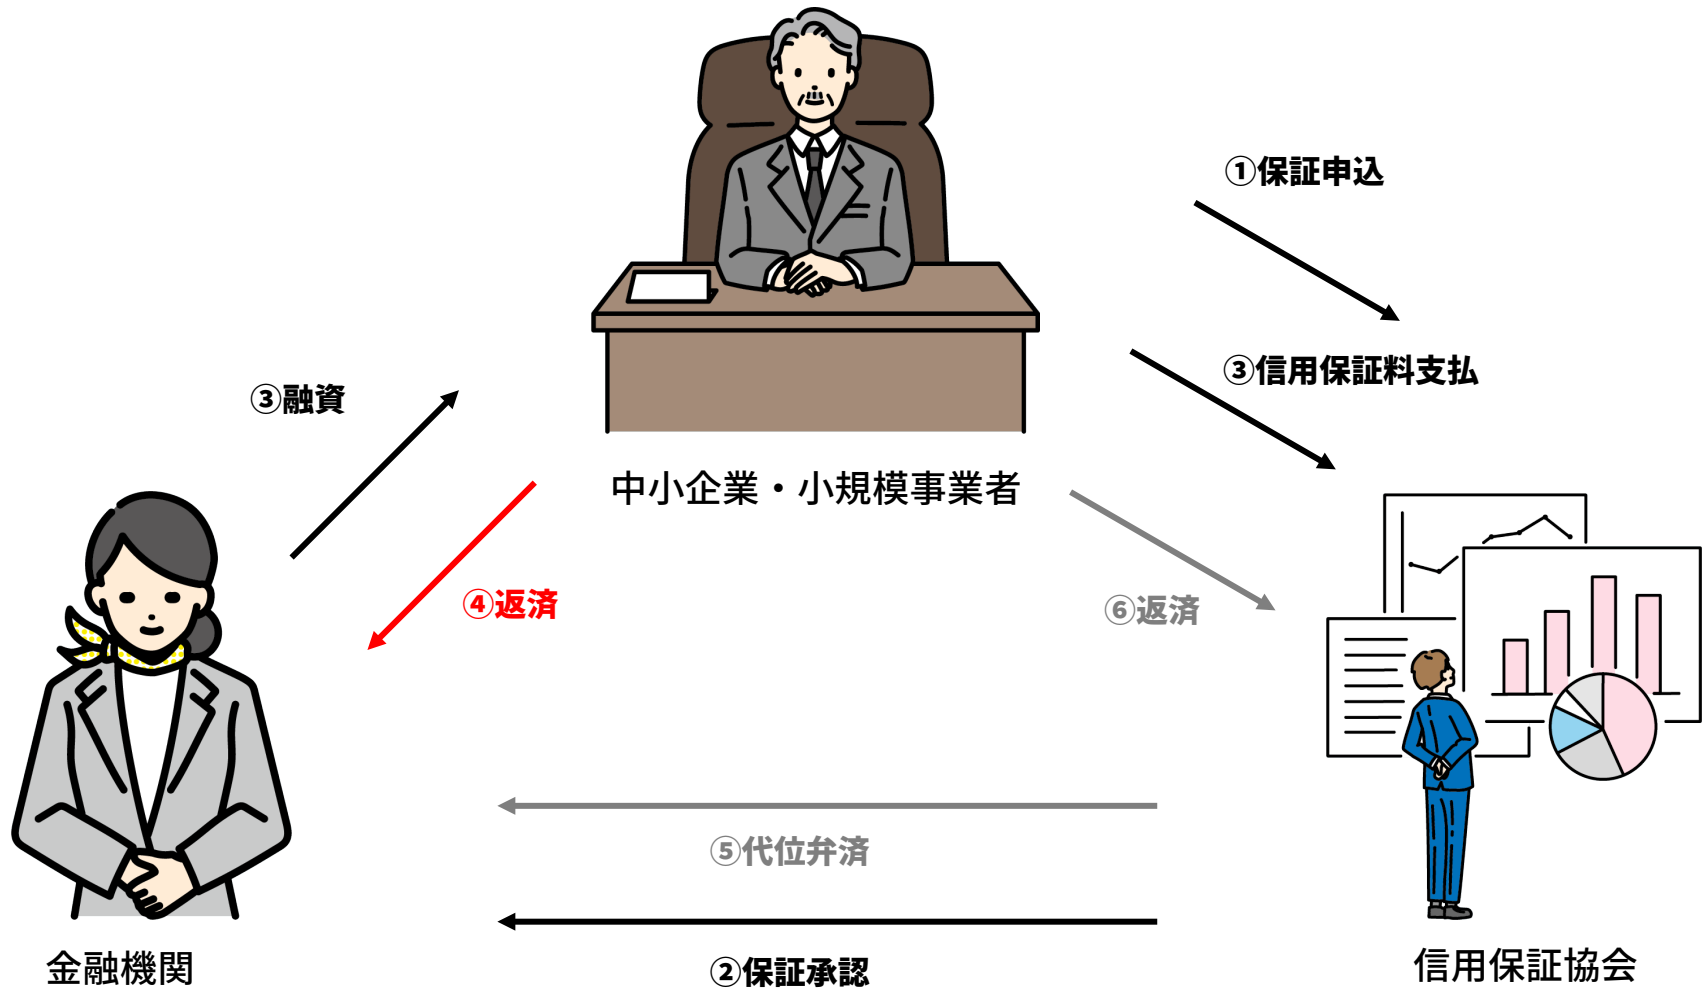 ①保証申込
③信用保証料支払
③融資
中小企業・小規模事業者
④返済
⑥返済
⑤代位弁済
金融機関
②保証承認
信用保証協会